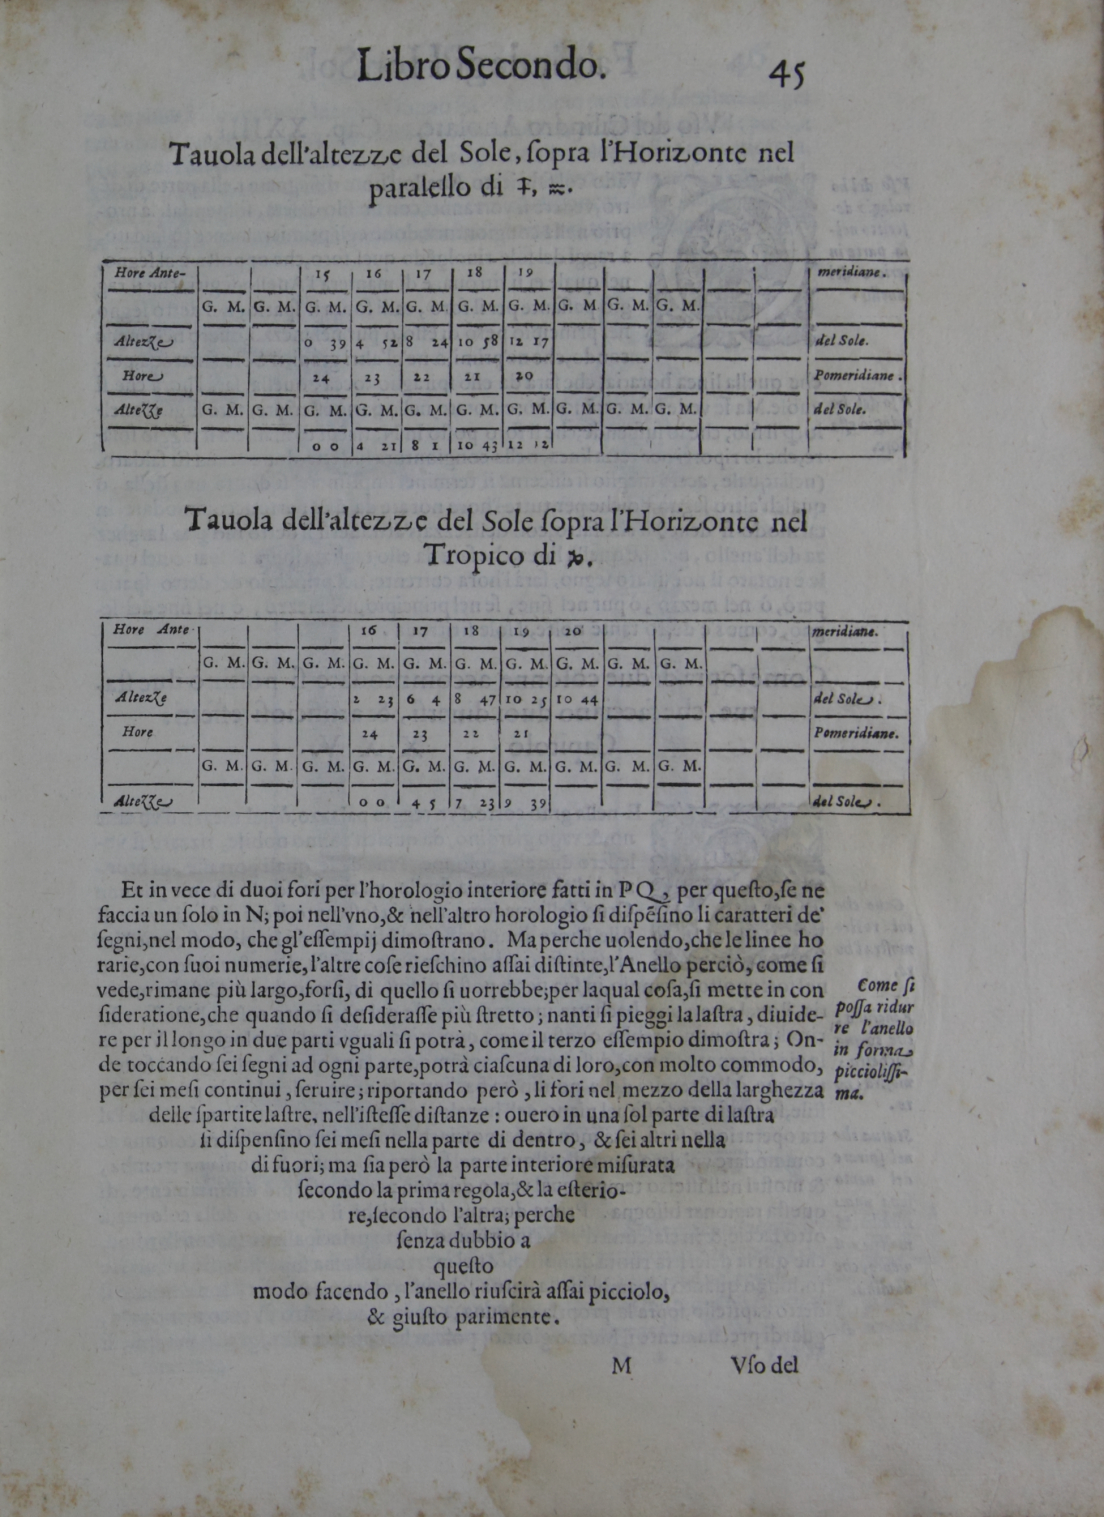 Libro Secondo. 45
Tauola dell'altezze del Sole, ſopra l'Horizonte nel
paralello di ♐, ♒.
Hore Ante- 15 16 17 18 19 meridiane.
G. M. G. M. G. M. G. M. G. M. G. M. G. M. G. M G. M. G. M.
Altezze 0 39 4 52 8 24 10 58 12 17 del Sole.
Hore 24 23 22 21 20 Pomeridiane.
Altezze G. M. G. M. G. M. G. M. G. M. G. M. G. M. G. M G. M. G. M. del Sole.
0 0 4 21 8 1 10 43 12 12
Tauola dell'altezze del Sole ſopra l'Horizonte nel
Tropico di ♑.
Hore Ante 16 17 18 19 20 meridiane.
G. M. G. M. G. M. G. M. G. M. G. M. G. M. G. M. G. M. G. M.
Altezze 2 23 6 4 8 47 10 25 10 44 del Sole.
Hore 24 23 22 21 Pomeridiane.
G. M. G. M. G. M. G. M. G. M. G. M. G. M. G. M. G. M. G. M.
Altezze 0 0 4 5 7 23 9 39 del Sole.
Et in vece di duoi fori per l'horologio interiore fatti in P Q, per queſto,ſe ne
faccia un ſolo in N; poi nell'vno,& nell'altro horologio ſi diſpẽſino li caratteri de'
ſegni,nel modo, che gl'eſſempij dimoſtrano. Ma perche uolendo,che le linee ho
rarie,con ſuoi numerie,l'altre coſe rieſchino aſſai diſtinte,l'Anello perciò, come ſi
vede,rimane più largo,forſi, di quello ſi uorrebbe;per laqual coſa,ſi mette in con
ſideratione,che quando ſi deſideraſſe più ſtretto; nanti ſi pieggi la laſtra, diuide-
re per il longo in due parti vguali ſi potrà, come il terzo eſſempio dimoſtra; On-
de toccando ſei ſegni ad ogni parte,potrà ciaſcuna di loro,con molto commodo,
per ſei meſi continui, ſeruire; riportando però, li fori nel mezzo della larghezza
delle ſpartite laſtre, nell'iſteſſe diſtanze: ouero in una ſol parte di laſtra
ſi diſpenſino ſei meſi nella parte di dentro, & ſei altri nella
di fuori; ma ſia però la parte interiore miſurata
ſecondo la prima regola,& la eſterio-
re,ſecondo l'altra; perche
ſenza dubbio a
queſto
modo facendo, l'anello riuſcirà aſſai picciolo,
& giuſto parimente.
Come ſi
poſſa ridur
re l'anello
in forma
piccioliſſi-
ma.
M Vſo del